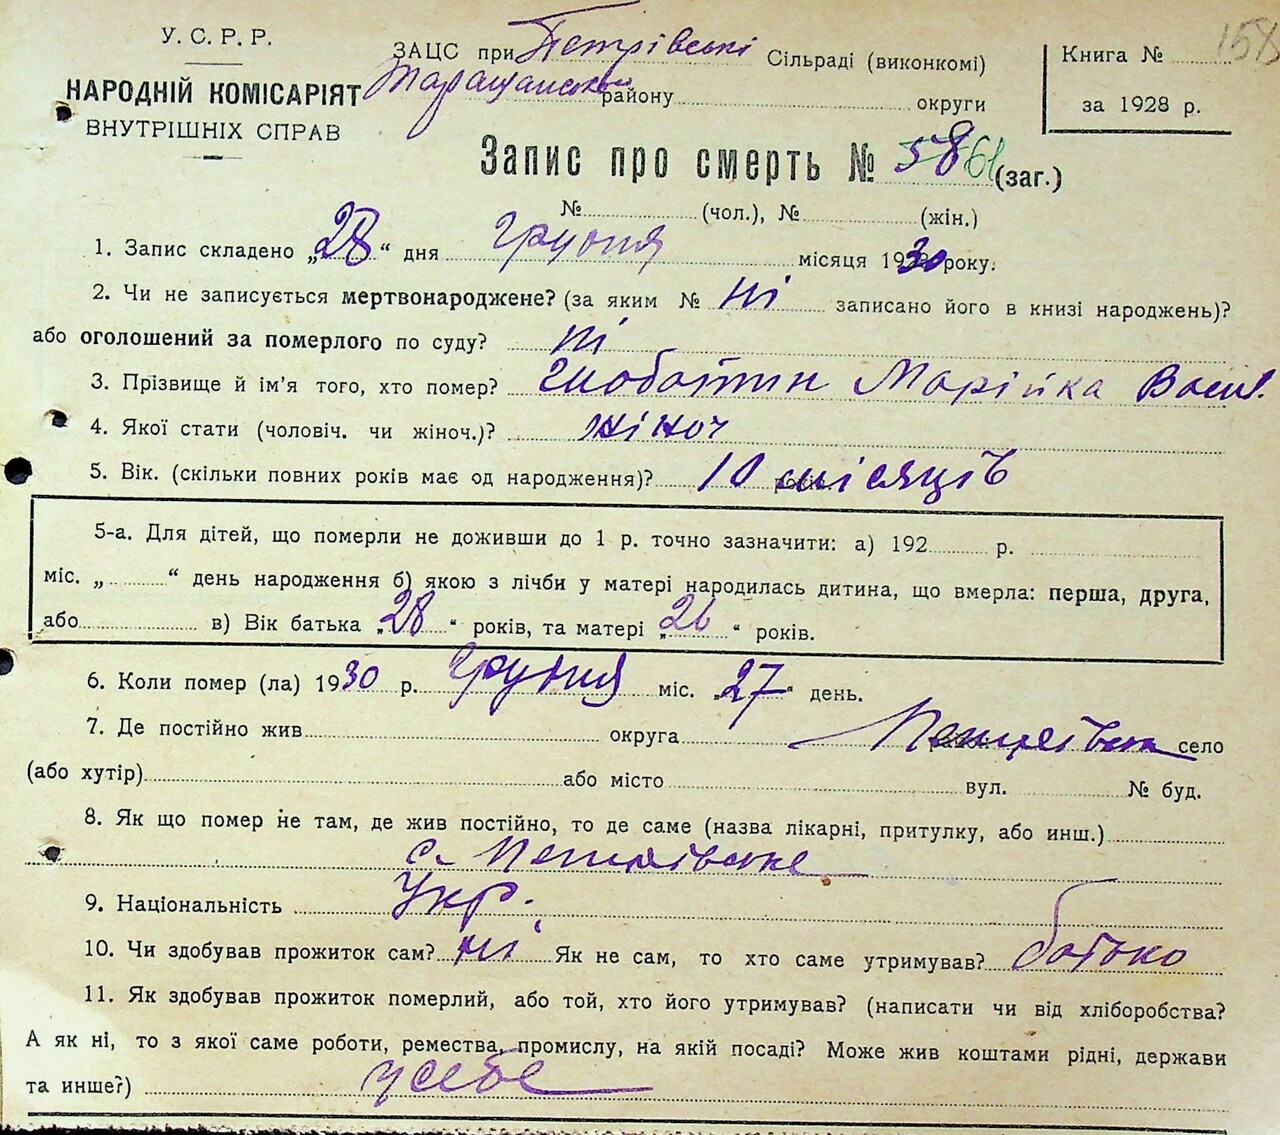 У. С. Р. Р.
НАРОДНІЙ КОМІСАРІЯТ
ВНУТРІШНІХ СПРАВ
ЗАЦС при Петрівські Сільраді (виконкомі)
Таращанського району округи
Книга № 158
за 1928 р.
Запис про смерть № 58 61 (заг.)
№ (чол.), № (жін.)
1. Запис складено „28“ дня грудня місяця 1930 року.
2. Чи не записується мертвонароджене? (за яким № ні записано його в книзі народжень)?
або оголошений за померлого по суду? ні
3. Прізвище й ім'я того, хто помер? Марійка Васил.
4. Якої стати (чоловіч. чи жіноч.)? жіноч
5. Вік. (скільки повних років має од народження)? 10 місяців
5-а. Для дітей, що померли не доживши до 1 р. точно зазначити: а) 192 р.
міс. „ “ день народження б) якою з лічби у матері народилась дитина, що вмерла: перша, друга,
або в) Вік батька „28“ років, та матері „26“ років.
6. Коли помер (ла) 1930 р. грудня міс. „27“ день.
7. Де постійно жив округа Петрівська село
(або хутір) або місто вул. № буд.
8. Як що помер не там, де жив постійно, то де саме (назва лікарні, притулку, або инш.)
с. Петрівське
9. Національність Укр.
10. Чи здобував прожиток сам? ні Як не сам, то хто саме утримував? батько
11. Як здобував прожиток померлий, або той, хто його утримував? (написати чи від хліборобства?
А як ні, то з якої саме роботи, ремества, промислу, на якій посаді? Може жив коштами рідні, держави
та инше?) у себе